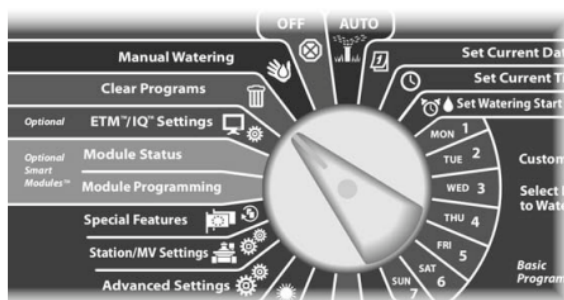 OFF
AUTO
Manual Watering
Clear Programs
Optional
ETM™/IQ™ Settings
Optional
Smart
Modules™
Module Status
Module Programming
Special Features
Station/MV Settings
Advanced Settings
1
Set Current Dat
Set Current Ti
Set Watering Start
MON 1
TUE 2
WED 3
THU 4
FRI 5
SAT 6
SUN 7
Custom
Select
to Wate
Basic
Program